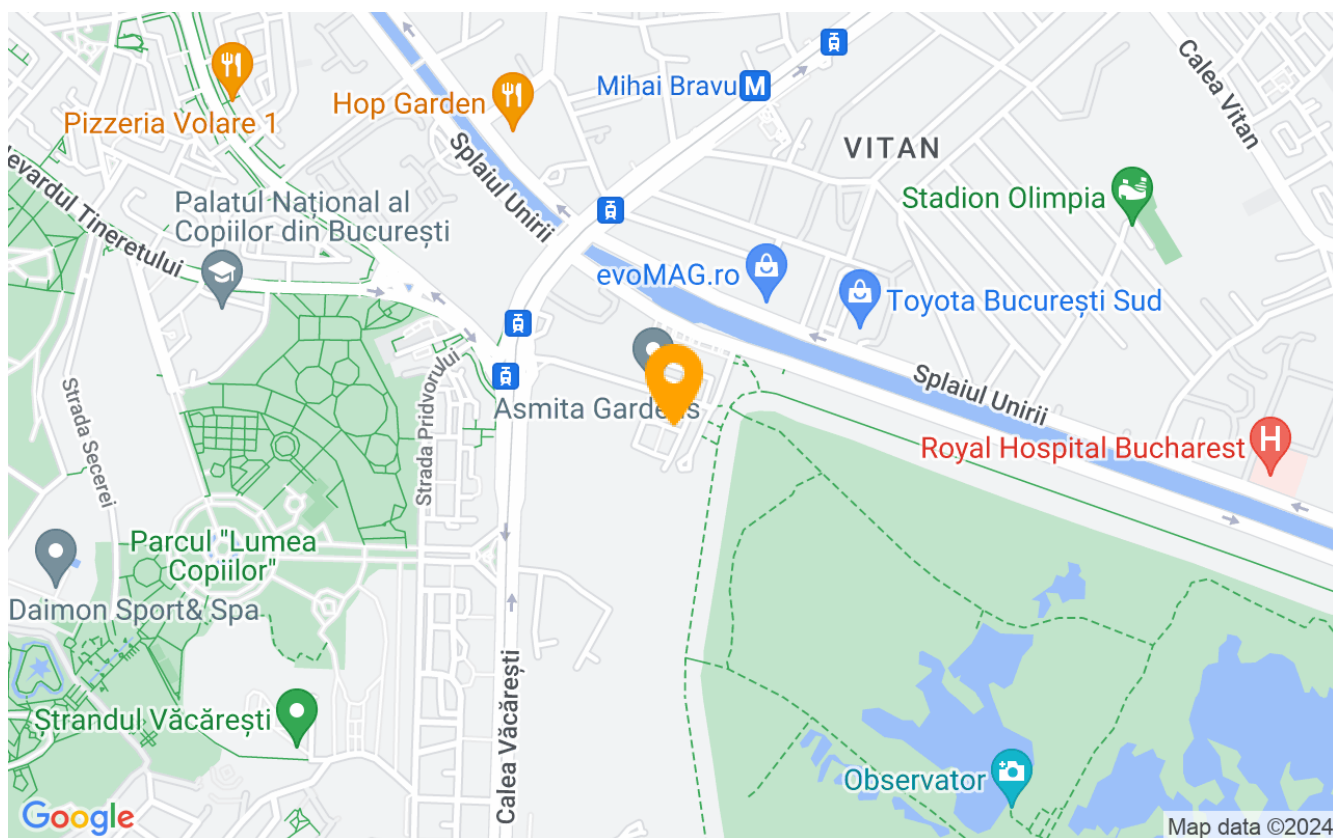 Calea Vitan
Mihai Bravu
M
Hop Garden
Pizzeria Volare 1
Splaiul Unirii
VITAN
levardul Tineretului
Palatul Național al
Copiilor din București
Stadion Olimpia
evoMAG.ro
Toyota București Sud
Strada Pridvorului
Asmita Gardens
Splaiul Unirii
Strada Secerei
Royal Hospital Bucharest
H
Parcul "Lumea
Copiilor"
Daimon Sport& Spa
Calea Văcărești
Ștrandul Văcărești
Observator
Google
Map data ©2024